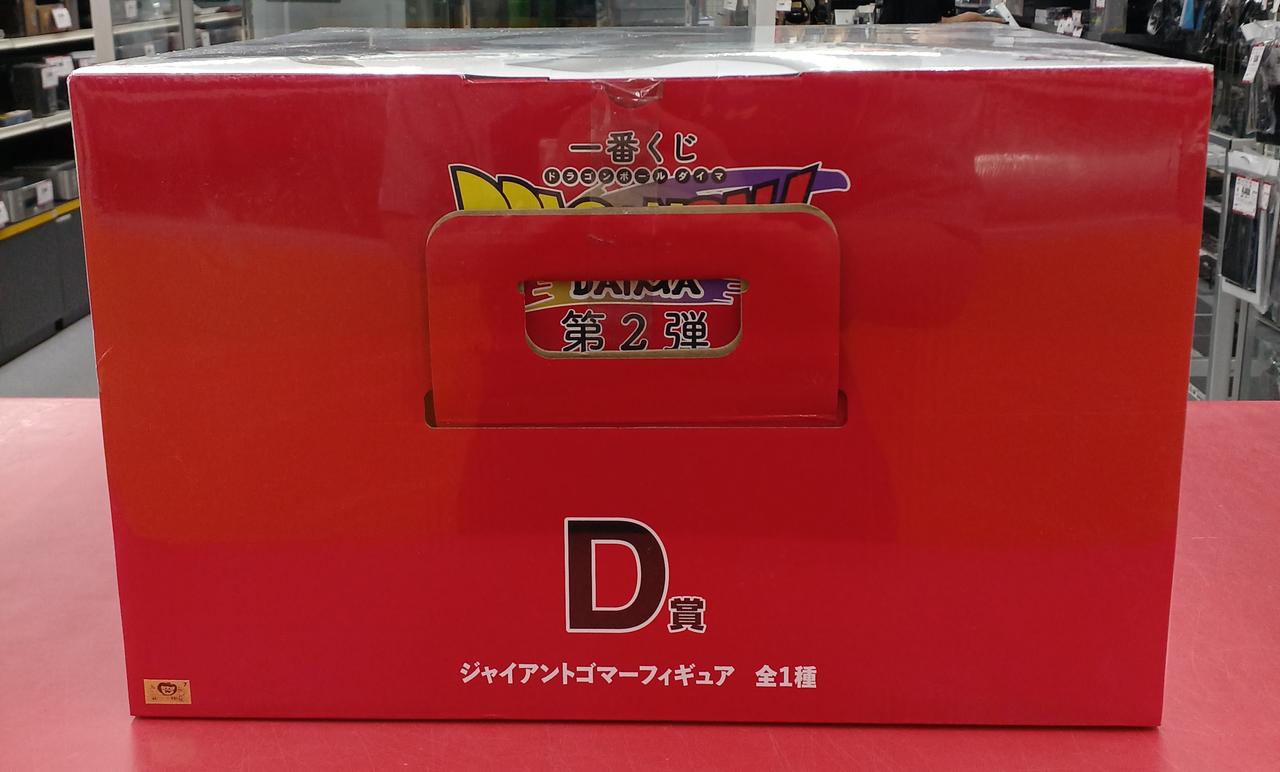 一番くじ
ドラゴンボールダイマ
DAIMA
第2弾
D賞
ジャイアントゴマーフィギュア 全1種